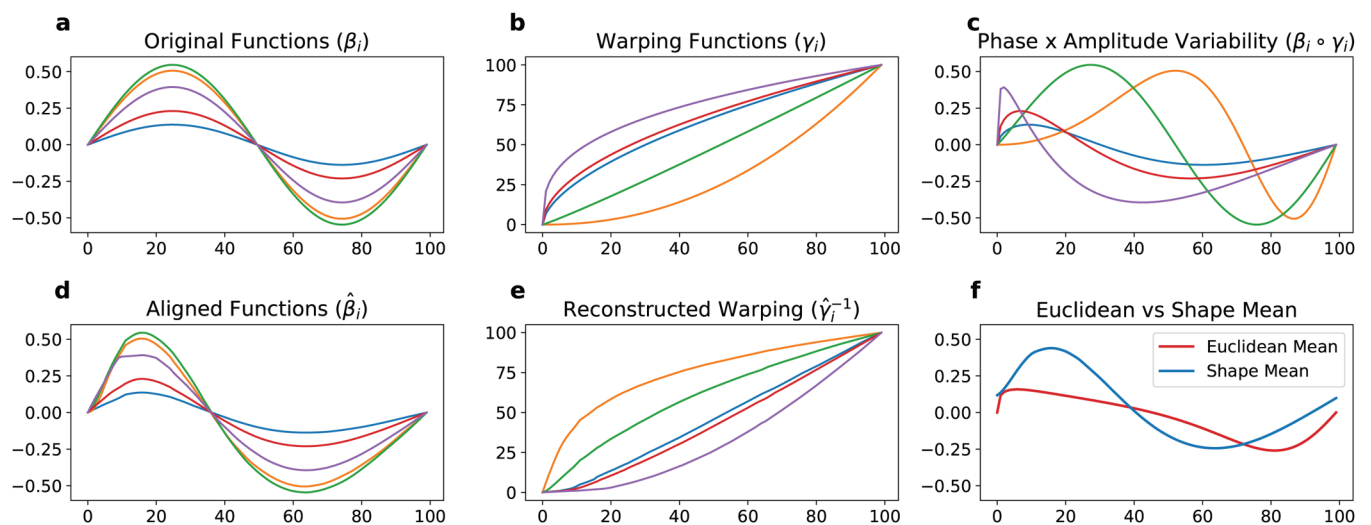 a
Original Functions (βᵢ)
0.50
0.25
0.00
−0.25
−0.50
0 20 40 60 80 100
b
Warping Functions (γᵢ)
100
75
50
25
0
0 20 40 60 80 100
c
Phase x Amplitude Variability (βᵢ ∘ γᵢ)
0.50
0.25
0.00
−0.25
−0.50
0 20 40 60 80 100
d
Aligned Functions (β̂ᵢ)
0.50
0.25
0.00
−0.25
−0.50
0 20 40 60 80 100
e
Reconstructed Warping (γ̂ᵢ⁻¹)
100
75
50
25
0
0 20 40 60 80 100
f
Euclidean vs Shape Mean
0.50
0.25
0.00
−0.25
−0.50
Euclidean Mean
Shape Mean
0 20 40 60 80 100